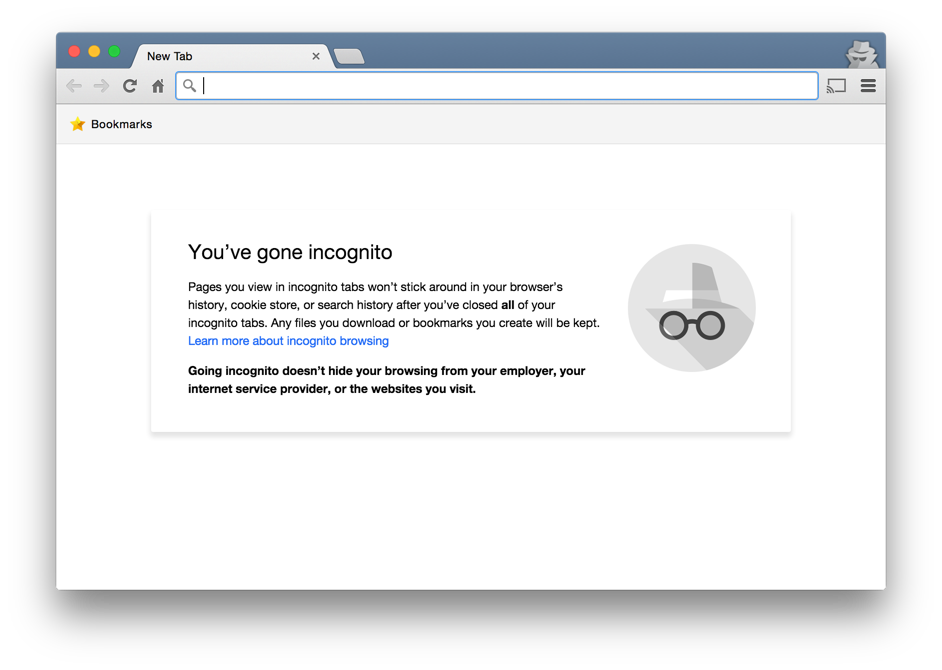 New Tab
Bookmarks
You’ve gone incognito
Pages you view in incognito tabs won’t stick around in your browser’s
history, cookie store, or search history after you’ve closed all of your
incognito tabs. Any files you download or bookmarks you create will be kept.
Learn more about incognito browsing
Going incognito doesn’t hide your browsing from your employer, your
internet service provider, or the websites you visit.